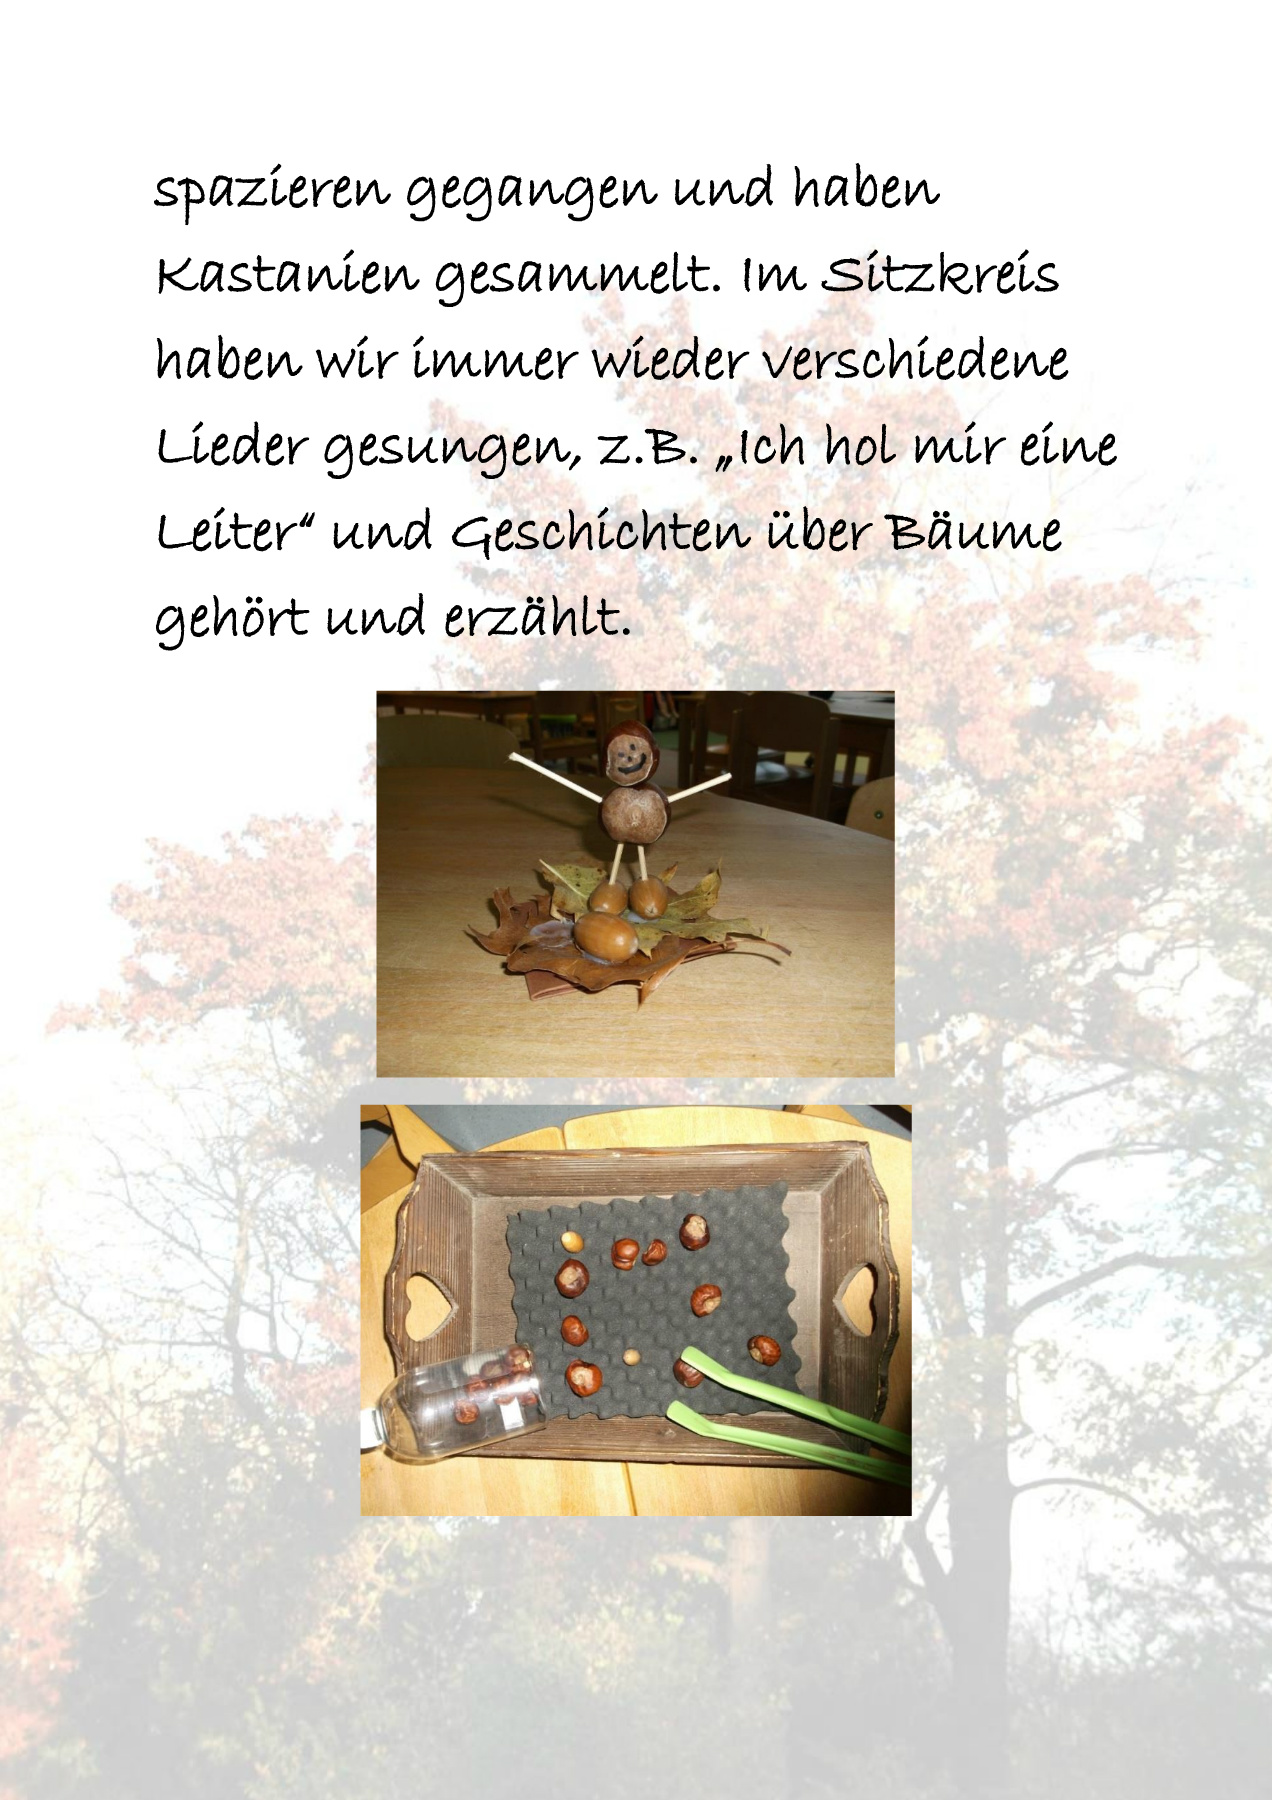 spazieren gegangen und haben
Kastanien gesammelt. Im Sitzkreis
haben wir immer wieder verschiedene
Lieder gesungen, z.B. „Ich hol mir eine
Leiter“ und Geschichten über Bäume
gehört und erzählt.